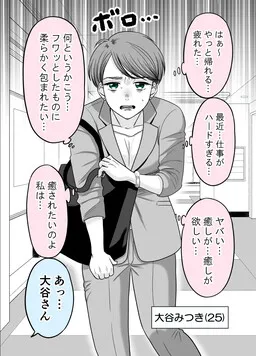 ボロ…
はぁ~
やっと帰れる…
疲れた…
最近…仕事が
ハードすぎる…
ヤバい…
癒しが…癒しが
欲しい…
何というかこう…
フワッとしたものに
柔らかく包まれたい…
癒されたいのよ
私は…
あっ…
大谷さん
大谷みつき(25)